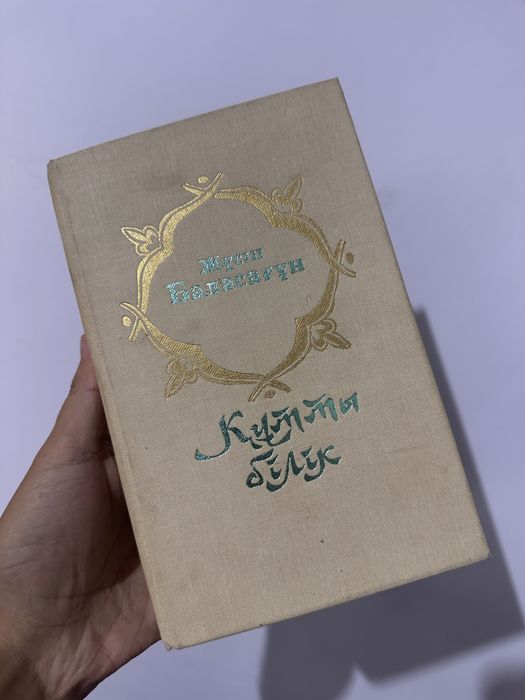 Жүсіп
Баласағұн
Құтты
білік